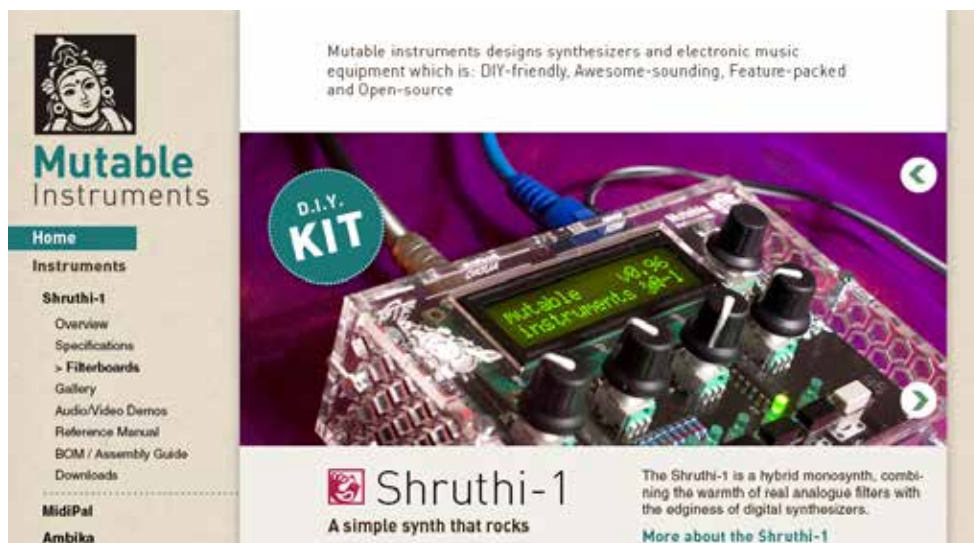 Mutable instruments designs synthesizers and electronic music
equipment which is: DIY-friendly, Awesome-sounding, Feature-packed
and Open-source
Mutable
Instruments
Home
Instruments
Shruthi-1
Overview
Specifications
> Filterboards
Gallery
Audio/Video Demos
Reference Manual
BOM / Assembly Guide
Downloads
MidiPal
Ambika
D.I.Y.
KIT
Mutable
instruments
Shruthi-1
A simple synth that rocks
The Shruthi-1 is a hybrid monosynth, combi-
ning the warmth of real analogue filters with
the edginess of digital synthesizers.
More about the Shruthi-1